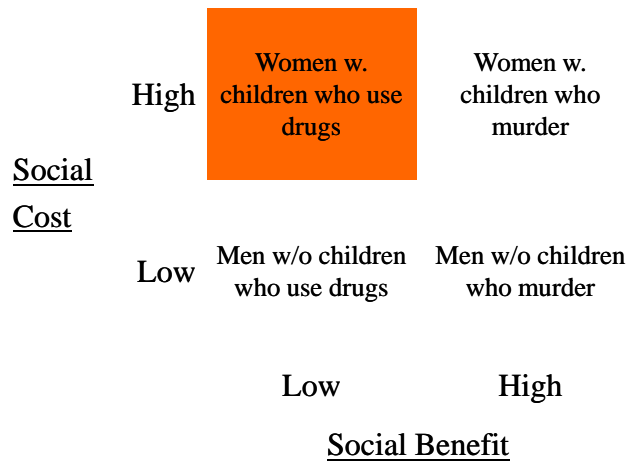 Women w.
children who use
drugs
Women w.
children who
murder
High
Social
Cost
Men w/o children
who use drugs
Men w/o children
who murder
Low
Low
High
Social Benefit